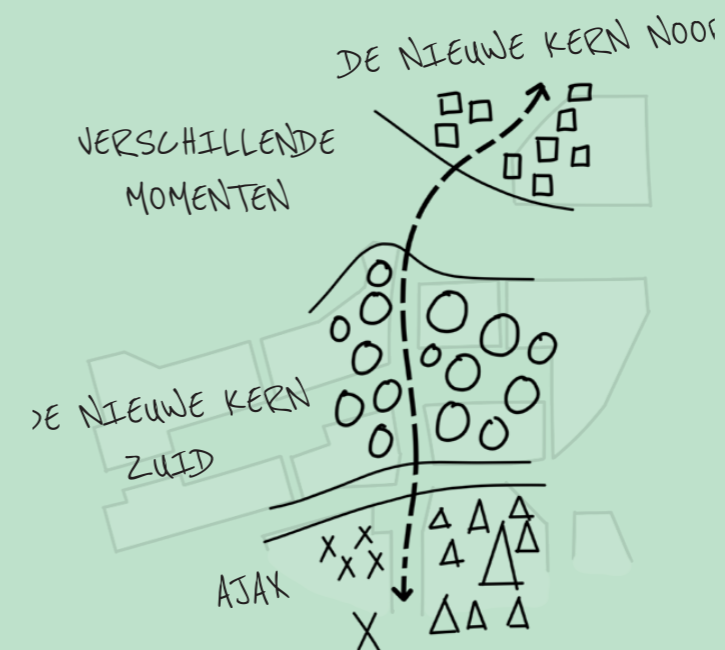 DE NIEUWE KERN NOOR
VERSCHILLENDE
MOMENTEN
DE NIEUWE KERN
ZUID
AJAX